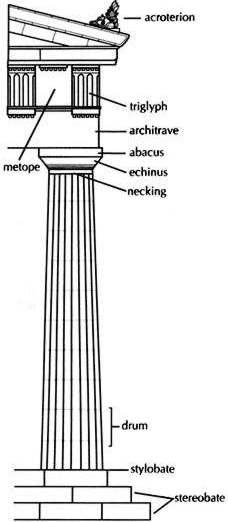 acroterion
triglyph
architrave
abacus
metope
echinus
necking
drum
stylobate
stereobate